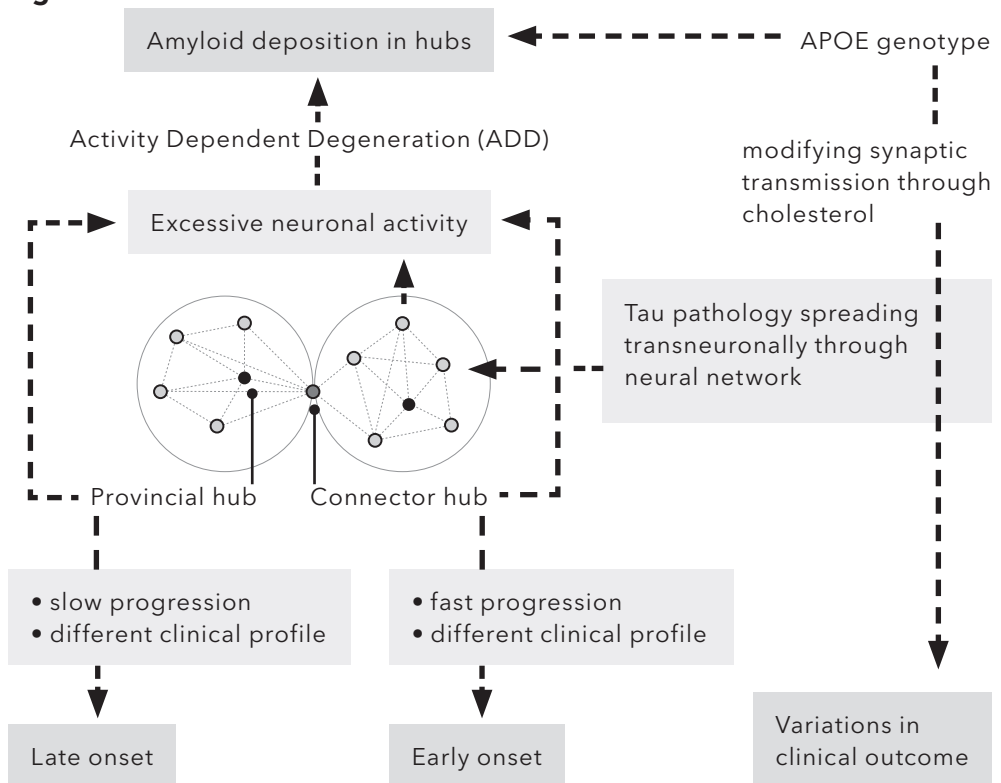 Amyloid deposition in hubs
APOE genotype
Activity Dependent Degeneration (ADD)
modifying synaptic
transmission through
cholesterol
Excessive neuronal activity
Tau pathology spreading
transneuronally through
neural network
Provincial hub
Connector hub
• slow progression
• different clinical profile
• fast progression
• different clinical profile
Late onset
Early onset
Variations in
clinical outcome